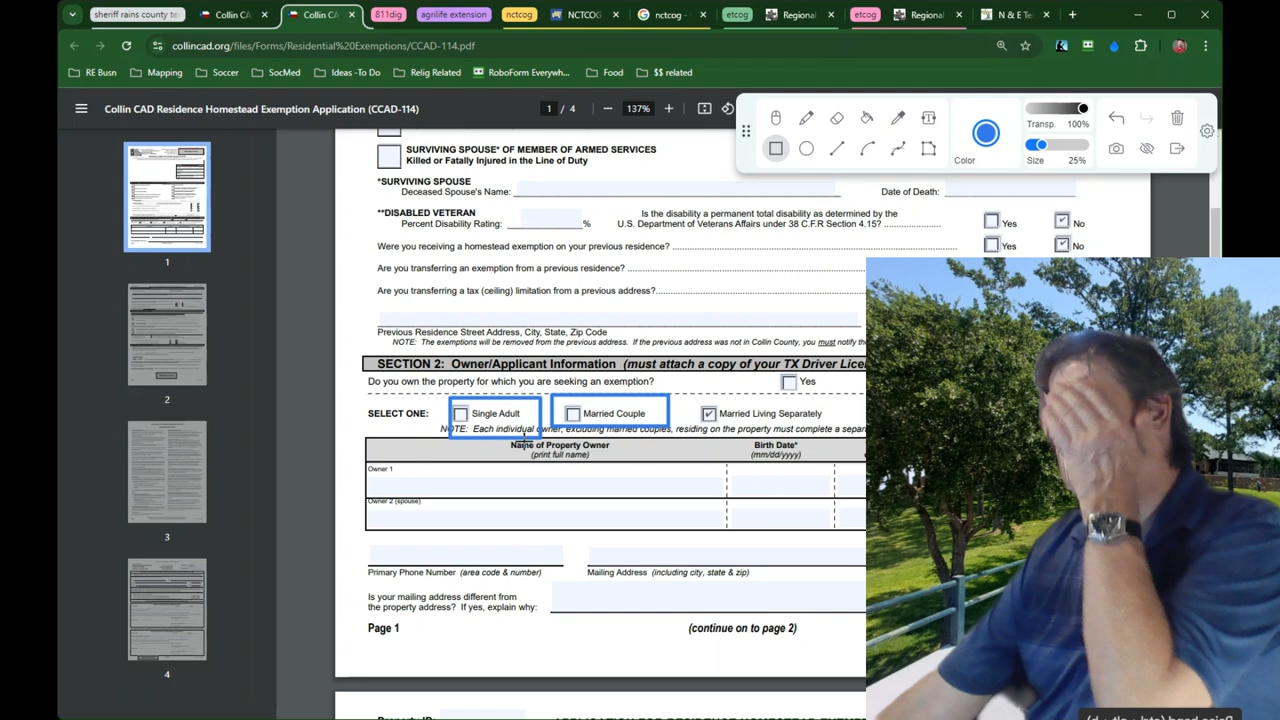 sheriff rains county te
Collin CA
Collin CA
811dig
agrilife extension
nctcog
NCTCOG
nctcog -
etcog
Regional
etcog
Regional
N & E Te
collincad.org/files/Forms/Residential%20Exemptions/CCAD-114.pdf
RE Busn
Mapping
Soccer
SocMed
Ideas -To Do
Relig Related
RoboForm Everywh...
Food
$$ related
Collin CAD Residence Homestead Exemption Application (CCAD-114)
1 / 4
137%
Transp. 100%
Color
Size 25%
1
2
3
4
SURVIVING SPOUSE* OF MEMBER OF ARMED SERVICES
Killed or Fatally Injured in the Line of Duty
*SURVIVING SPOUSE
Deceased Spouse's Name: Date of Death:
**DISABLED VETERAN Is the disability a permanent total disability as determined by the
Percent Disability Rating: % U.S. Department of Veterans Affairs under 38 C.F.R Section 4.15? Yes No
Were you receiving a homestead exemption on your previous residence? Yes No
Are you transferring an exemption from a previous residence?
Are you transferring a tax (ceiling) limitation from a previous address?
Previous Residence Street Address, City, State, Zip Code
NOTE: The exemptions will be removed from the previous address. If the previous address was not in Collin County, you must notify th
SECTION 2: Owner/Applicant Information (must attach a copy of your TX Driver Lice
Do you own the property for which you are seeking an exemption? Yes
SELECT ONE: Single Adult Married Couple Married Living Separately
NOTE: Each individual owner, excluding married couples, residing on the property must complete a separa
Name of Property Owner Birth Date*
(print full name) (mm/dd/yyyy)
Owner 1
Owner 2 (spouse)
Primary Phone Number (area code & number) Mailing Address (including city, state & zip)
Is your mailing address different from
the property address? If yes, explain why:
Page 1 (continue on to page 2)